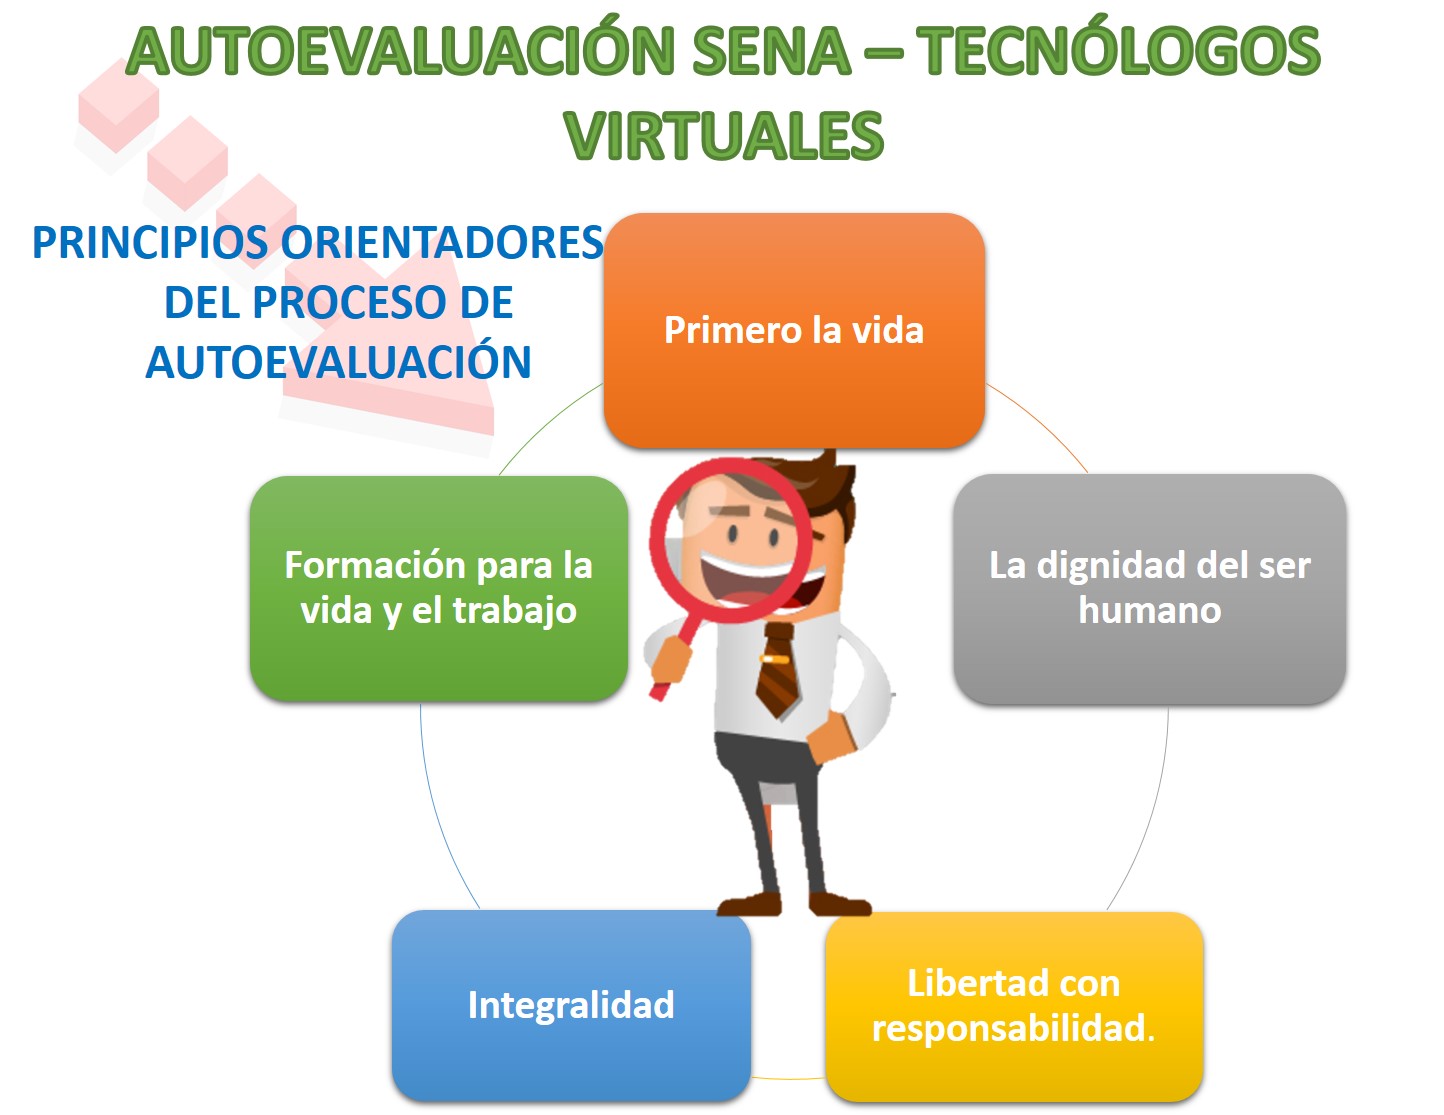 AUTOEVALUACIÓN SENA – TECNÓLOGOS
VIRTUALES
PRINCIPIOS ORIENTADORES
DEL PROCESO DE
AUTOEVALUACIÓN
Primero la vida
La dignidad del ser
humano
Libertad con
responsabilidad.
Integralidad
Formación para la
vida y el trabajo